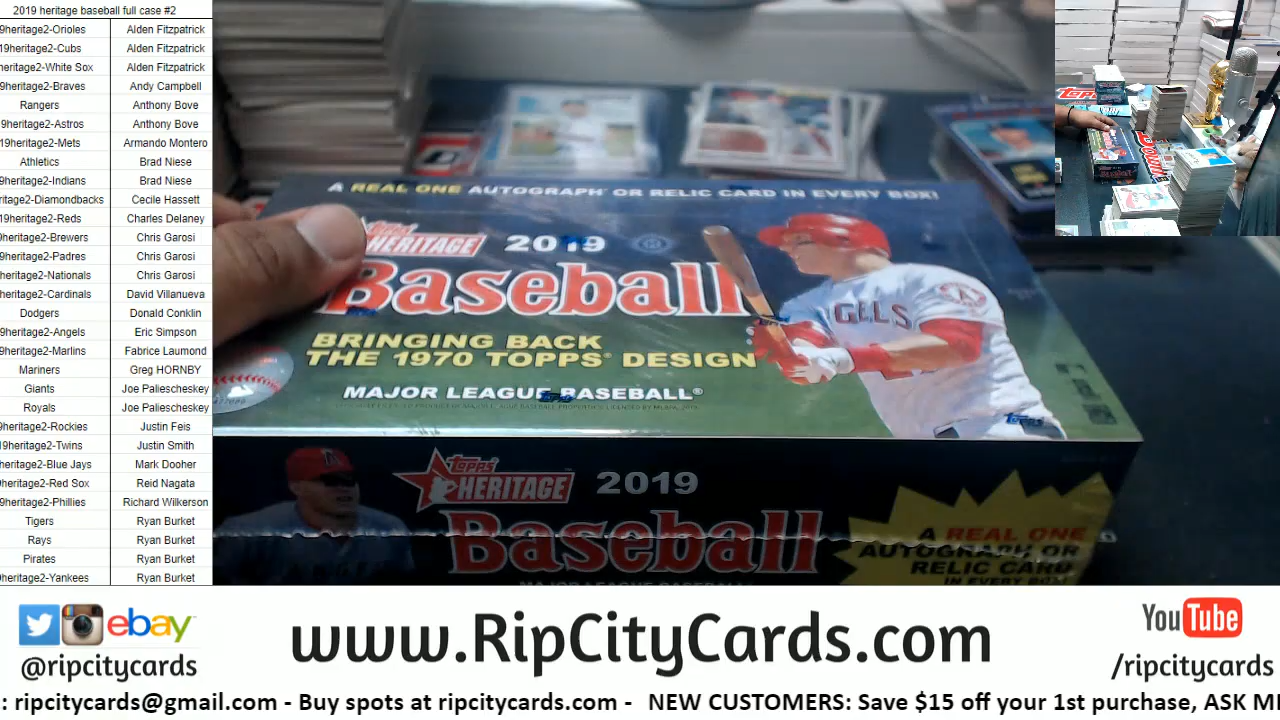 2019 heritage baseball full case #2
9heritage2-Orioles Alden Fitzpatrick
19heritage2-Cubs Alden Fitzpatrick
heritage2-White Sox Alden Fitzpatrick
9heritage2-Braves Andy Campbell
Rangers Anthony Bove
9heritage2-Astros Anthony Bove
9heritage2-Mets Armando Montero
Athletics Brad Niese
9heritage2-Indians Brad Niese
ritage2-Diamondbacks Cecile Hassett
19heritage2-Reds Charles Delaney
9heritage2-Brewers Chris Garosi
9heritage2-Padres Chris Garosi
heritage2-Nationals Chris Garosi
heritage2-Cardinals David Villanueva
Dodgers Donald Conklin
9heritage2-Angels Eric Simpson
9heritage2-Marlins Fabrice Laumond
Mariners Greg HORNBY
Giants Joe Paliescheskey
Royals Joe Paliescheskey
9heritage2-Rockies Justin Feis
19heritage2-Twins Justin Smith
heritage2-Blue Jays Mark Dooher
heritage2-Red Sox Reid Nagata
9heritage2-Phillies Richard Wilkerson
Tigers Ryan Burket
Rays Ryan Burket
Pirates Ryan Burket
heritage2-Yankees Ryan Burket
A REAL ONE AUTOGRAPH OR RELIC CARD IN EVERY BOX!
Topps HERITAGE 2019
Baseball
GELS
BRINGING BACK
THE 1970 TOPPS® DESIGN
MAJOR LEAGUE BASEBALL®
topps
topps
HERITAGE 2019
Baseball
A REAL ONE
AUTOGRAPH OR
RELIC CARD
IN EVERY BOX!
ebay
@ripcitycards
www.RipCityCards.com
YouTube
/ripcitycards
: ripcitycards@gmail.com - Buy spots at ripcitycards.com - NEW CUSTOMERS: Save $15 off your 1st purchase, ASK M